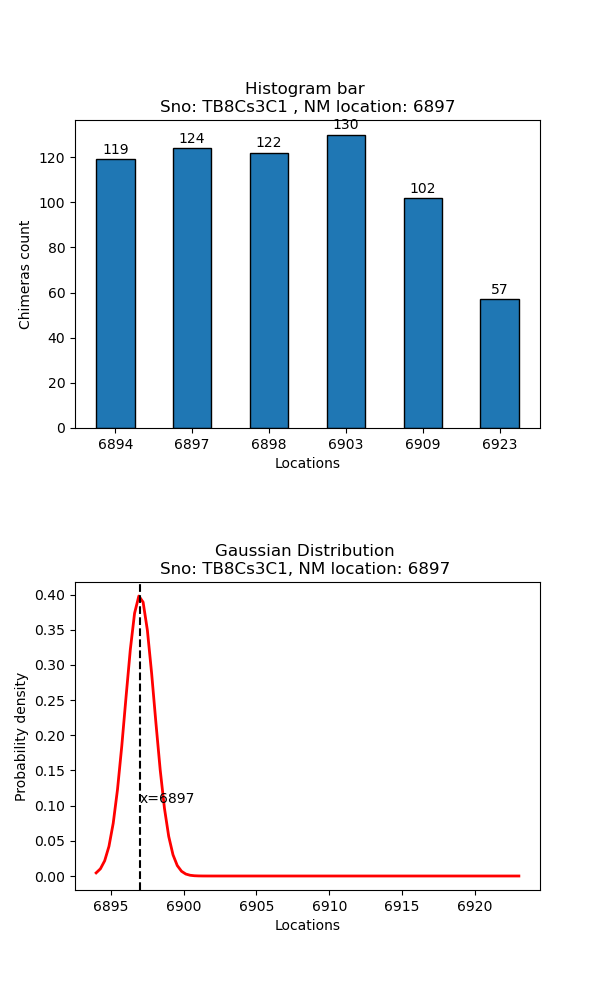 Histogram bar
Sno: TB8Cs3C1 , NM location: 6897
130
124
122
119
102
57
120
100
80
60
40
20
0
Chimeras count
6894 6897 6898 6903 6909 6923
Locations
Gaussian Distribution
Sno: TB8Cs3C1, NM location: 6897
0.40
0.35
0.30
0.25
0.20
0.15
0.10
0.05
0.00
Probability density
x=6897
6895 6900 6905 6910 6915 6920
Locations